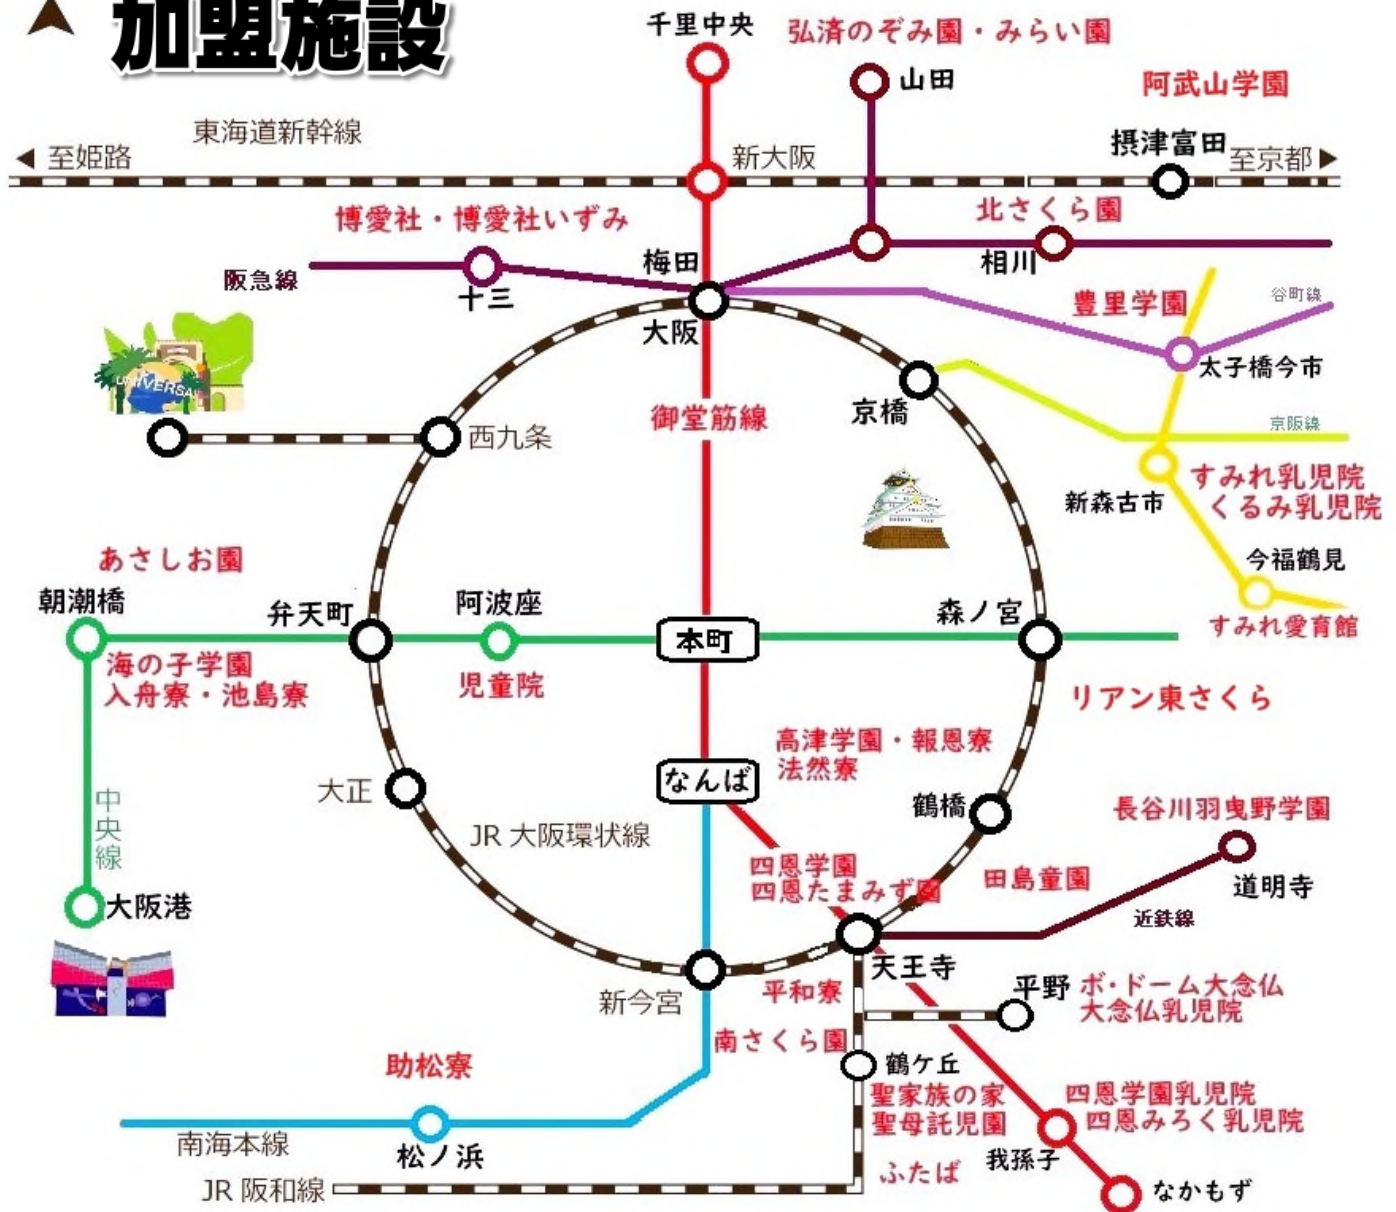 加盟施設
千里中央
弘済のぞみ園・みらい園
山田
阿武山学園
東海道新幹線
至姫路
新大阪
摂津富田
至京都
博愛社・博愛社いずみ
北さくら園
阪急線
十三
梅田
大阪
相川
豊里学園
谷町線
太子橋今市
UNIVERSAL
西九条
御堂筋線
京橋
京阪線
新森古市
すみれ乳児院
くるみ乳児院
今福鶴見
すみれ愛育館
あさしお園
朝潮橋
弁天町
阿波座
本町
森ノ宮
海の子学園
入舟寮・池島寮
児童院
リアン東さくら
高津学園・報恩寮
法然寮
なんば
大正
JR 大阪環状線
鶴橋
長谷川羽曳野学園
中央線
四恩学園
四恩たまみず園
田島童園
道明寺
近鉄線
大阪港
天王寺
新今宮
平和寮
平野
ボ・ドーム大念仏
大念仏乳児院
南さくら園
鶴ケ丘
助松寮
聖家族の家
聖母託児園
四恩学園乳児院
四恩みろく乳児院
南海本線
松ノ浜
我孫子
ふたば
JR 阪和線
なかもず